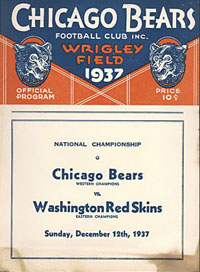 CHICAGO BEARS
FOOTBALL CLUB INC.
WRIGLEY
FIELD
1937
OFFICIAL
PROGRAM
PRICE
10¢
NATIONAL CHAMPIONSHIP
Chicago Bears
WESTERN CHAMPIONS
vs.
Washington Red Skins
EASTERN CHAMPIONS
Sunday, December 12th, 1937